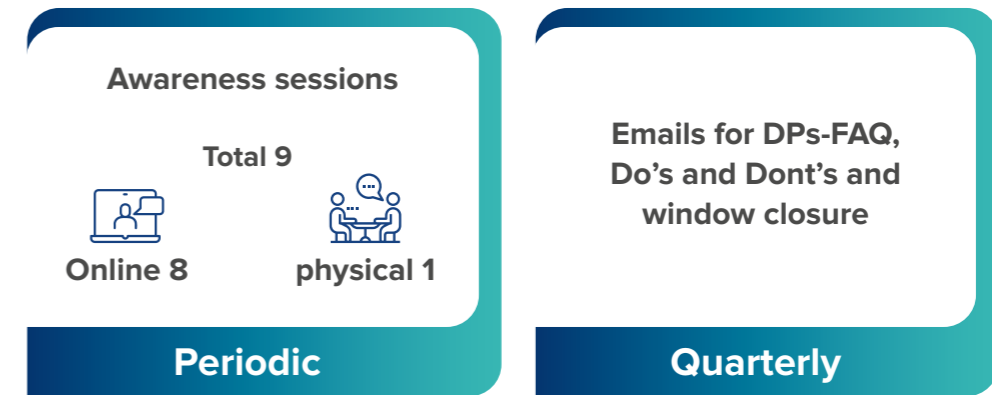 Awareness sessions
Total 9
Online 8
physical 1
Periodic
Emails for DPs-FAQ,
Do's and Dont's and
window closure
Quarterly